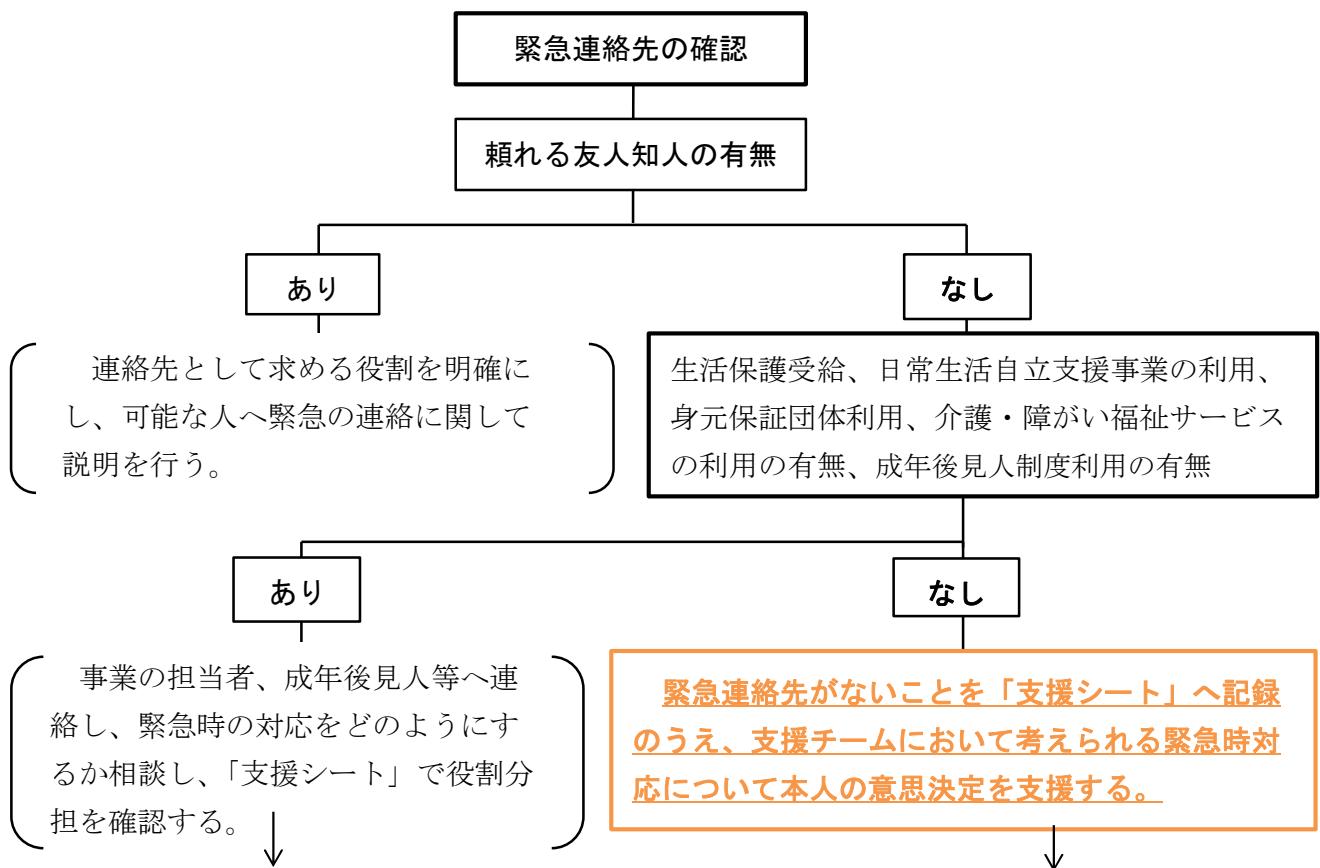 緊急連絡先の確認
頼れる友人知人の有無
あり
なし
連絡先として求める役割を明確に
し、可能な人へ緊急の連絡に関して
説明を行う。
生活保護受給、日常生活自立支援事業の利用、
身元保証団体利用、介護・障がい福祉サービス
の利用の有無、成年後見人制度利用の有無
あり
なし
事業の担当者、成年後見人等へ連
絡し、緊急時の対応をどのようにす
るか相談し、「支援シート」で役割分
担を確認する。
緊急連絡先がないことを「支援シート」へ記録
のうえ、支援チームにおいて考えられる緊急時対
応について本人の意思決定を支援する。